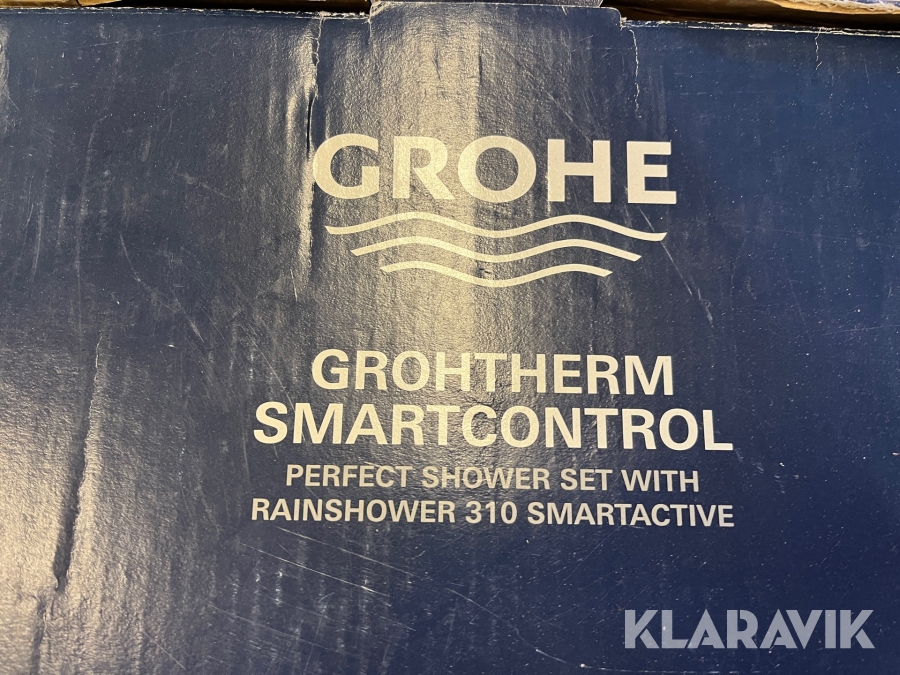 GROHE
GROHTHERM
SMARTCONTROL
PERFECT SHOWER SET WITH
RAINSHOWER 310 SMARTACTIVE
KLARAVIK